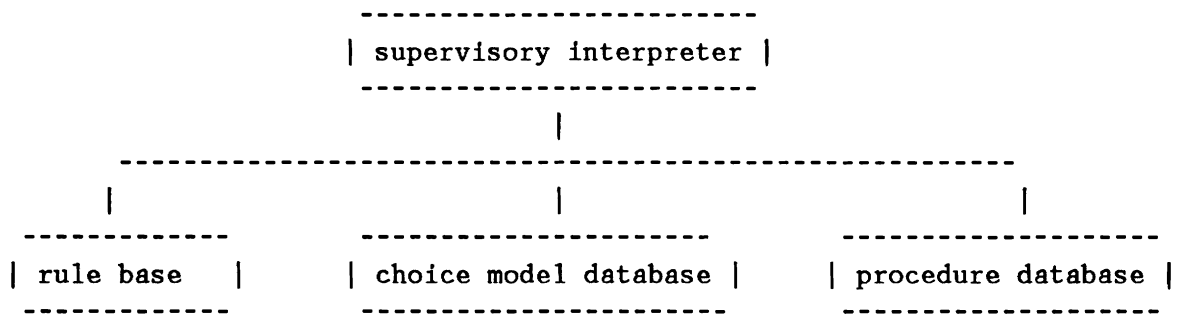 supervisory interpreter
rule base
choice model database
procedure database